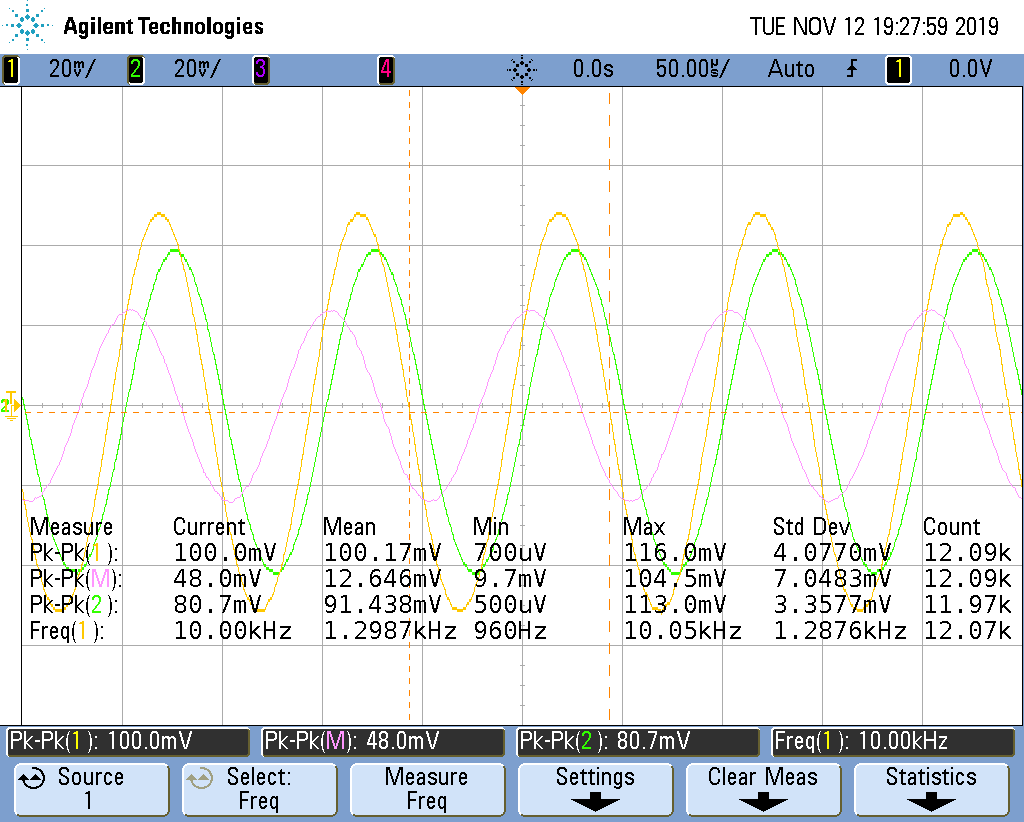 Agilent Technologies TUE NOV 12 19:27:59 2019
1 20mV/ 2 20mV/ 3 4 0.0s 50.00us/ Auto 1 0.0V
2
Measure Current Mean Min Max Std Dev Count
Pk-Pk(1): 100.0mV 100.17mV 700uV 116.0mV 4.0770mV 12.09k
Pk-Pk(M): 48.0mV 12.646mV 9.7mV 104.5mV 7.0483mV 12.09k
Pk-Pk(2): 80.7mV 91.438mV 500uV 113.0mV 3.3577mV 11.97k
Freq(1): 10.00kHz 1.2987kHz 960Hz 10.05kHz 1.2876kHz 12.07k
Pk-Pk(1): 100.0mV Pk-Pk(M): 48.0mV Pk-Pk(2): 80.7mV Freq(1): 10.00kHz
Source Select: Measure Settings Clear Meas Statistics
1 Freq Freq